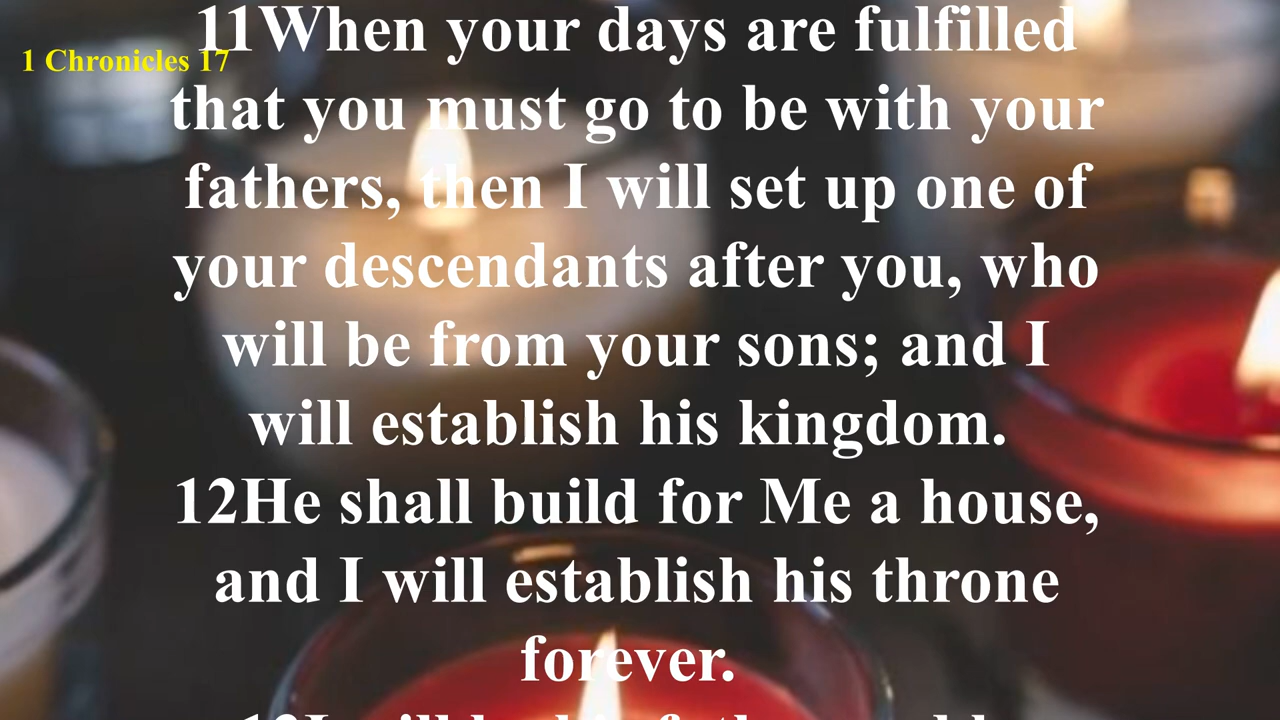 11When your days are fulfilled
1 Chronicles 17
that you must go to be with your
fathers, then I will set up one of
your descendants after you, who
will be from your sons; and I
will establish his kingdom.
12He shall build for Me a house,
and I will establish his throne
forever.